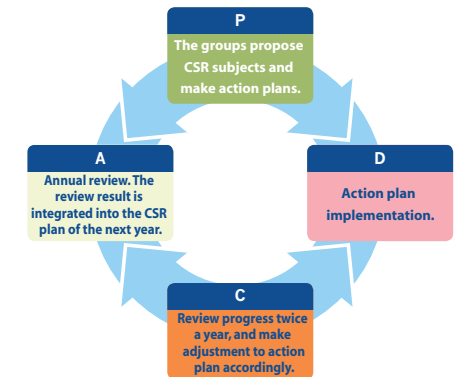 P
The groups propose
CSR subjects and
make action plans.
D
Action plan
implementation.
C
Review progress twice
a year, and make
adjustment to action
plan accordingly.
A
Annual review. The
review result is
integrated into the CSR
plan of the next year.